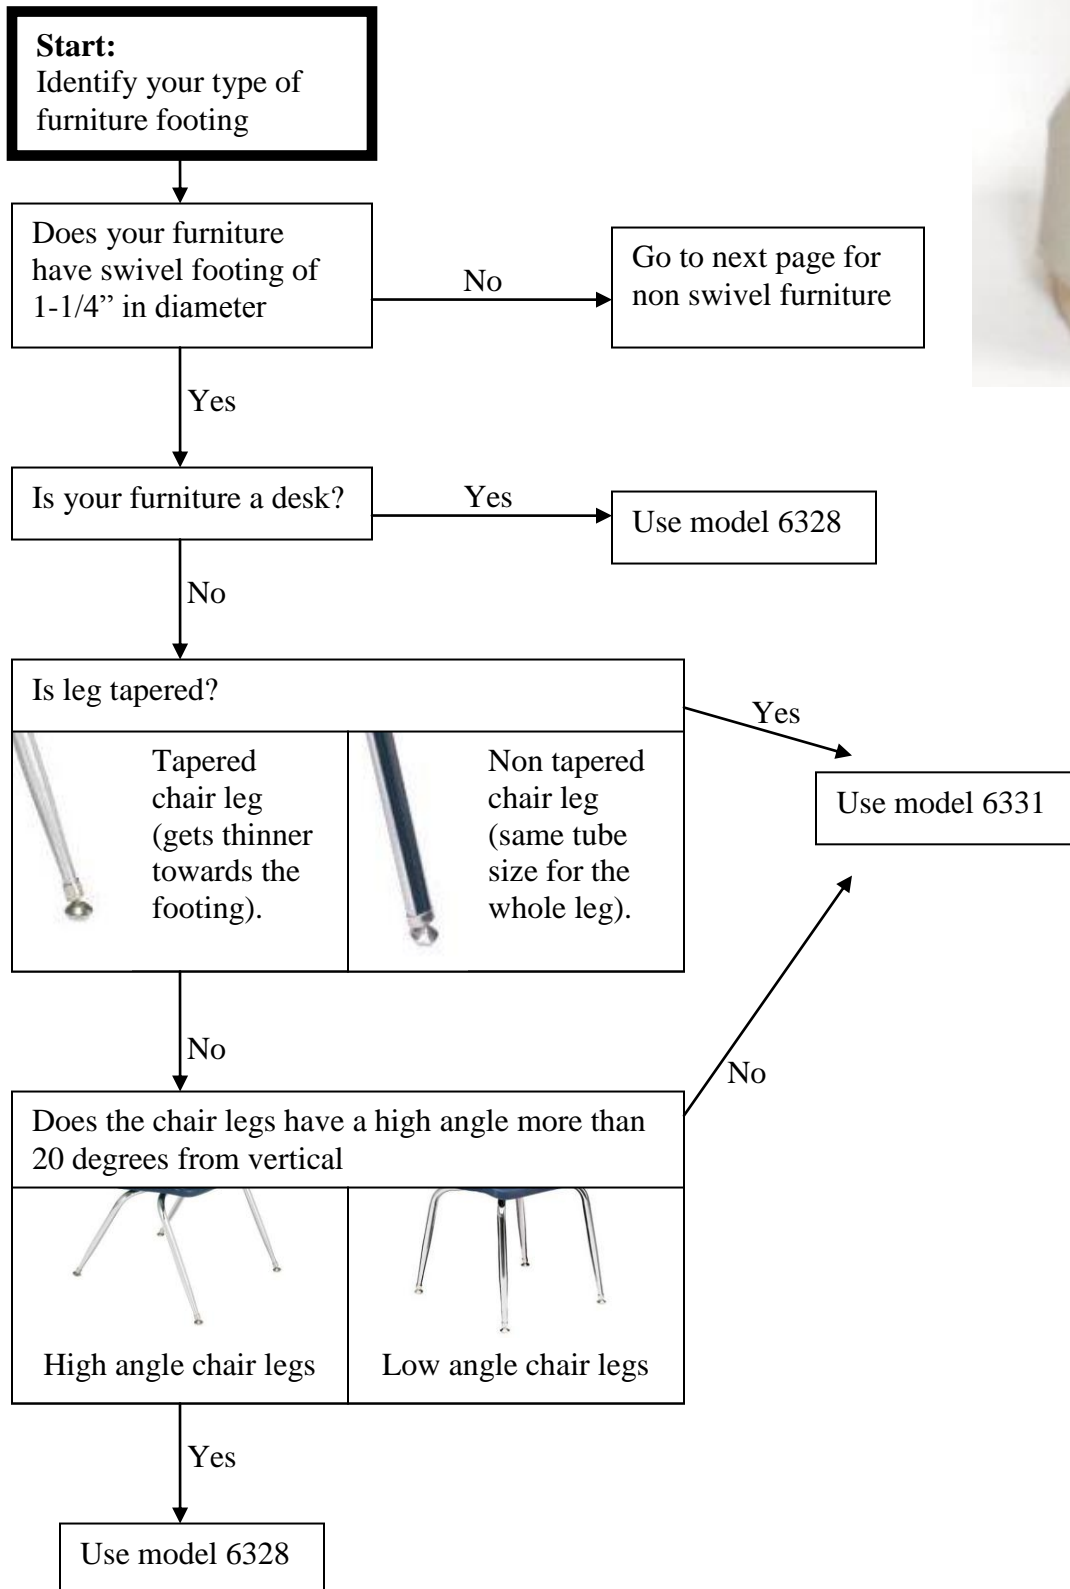 Start:
Identify your type of
furniture footing
Does your furniture
have swivel footing of
1-1/4” in diameter
No
Go to next page for
non swivel furniture
Yes
Is your furniture a desk?
Yes
Use model 6328
No
Is leg tapered?
Yes
Tapered
chair leg
(gets thinner
towards the
footing).
Non tapered
chair leg
(same tube
size for the
whole leg).
Use model 6331
No
No
Does the chair legs have a high angle more than
20 degrees from vertical
High angle chair legs
Low angle chair legs
Yes
Use model 6328